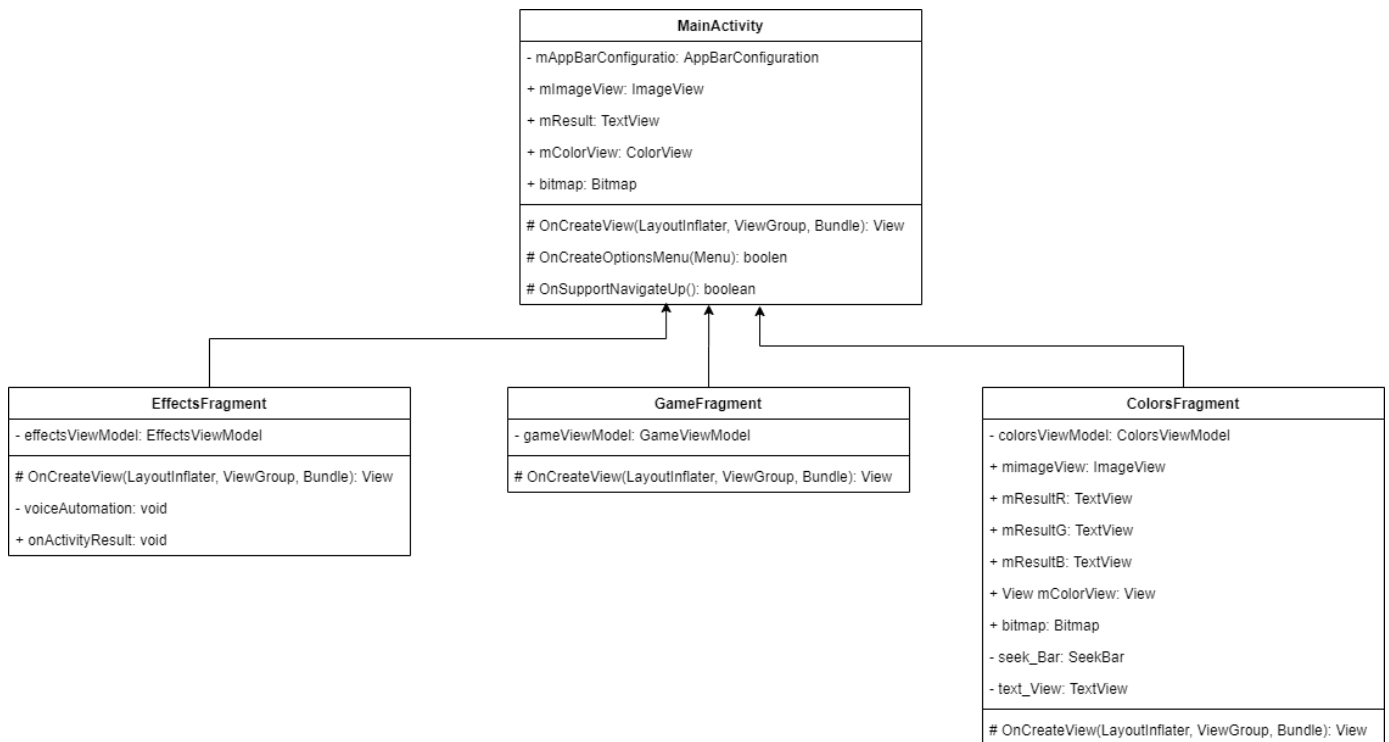 MainActivity
- mAppBarConfiguratio: AppBarConfiguration
+ mImageView: ImageView
+ mResult: TextView
+ mColorView: ColorView
+ bitmap: Bitmap
# OnCreateView(LayoutInflater, ViewGroup, Bundle): View
# OnCreateOptionsMenu(Menu): boolen
# OnSupportNavigateUp(): boolean
EffectsFragment
- effectsViewModel: EffectsViewModel
# OnCreateView(LayoutInflater, ViewGroup, Bundle): View
- voiceAutomation: void
+ onActivityResult: void
GameFragment
- gameViewModel: GameViewModel
# OnCreateView(LayoutInflater, ViewGroup, Bundle): View
ColorsFragment
- colorsViewModel: ColorsViewModel
+ mimageView: ImageView
+ mResultR: TextView
+ mResultG: TextView
+ mResultB: TextView
+ View mColorView: View
+ bitmap: Bitmap
- seek_Bar: SeekBar
- text_View: TextView
# OnCreateView(LayoutInflater, ViewGroup, Bundle): View